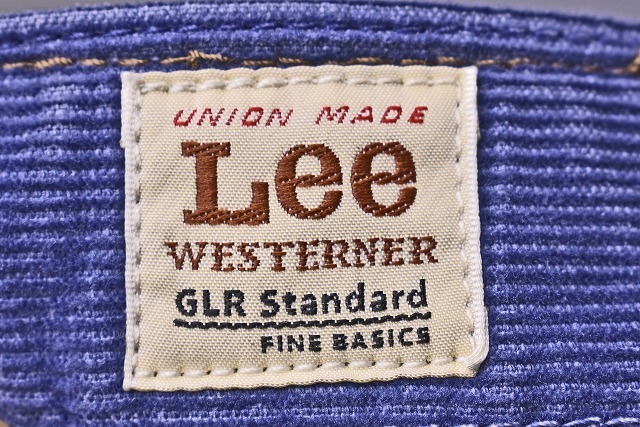 UNION MADE
Lee
WESTERNER
GLR Standard
FINE BASICS